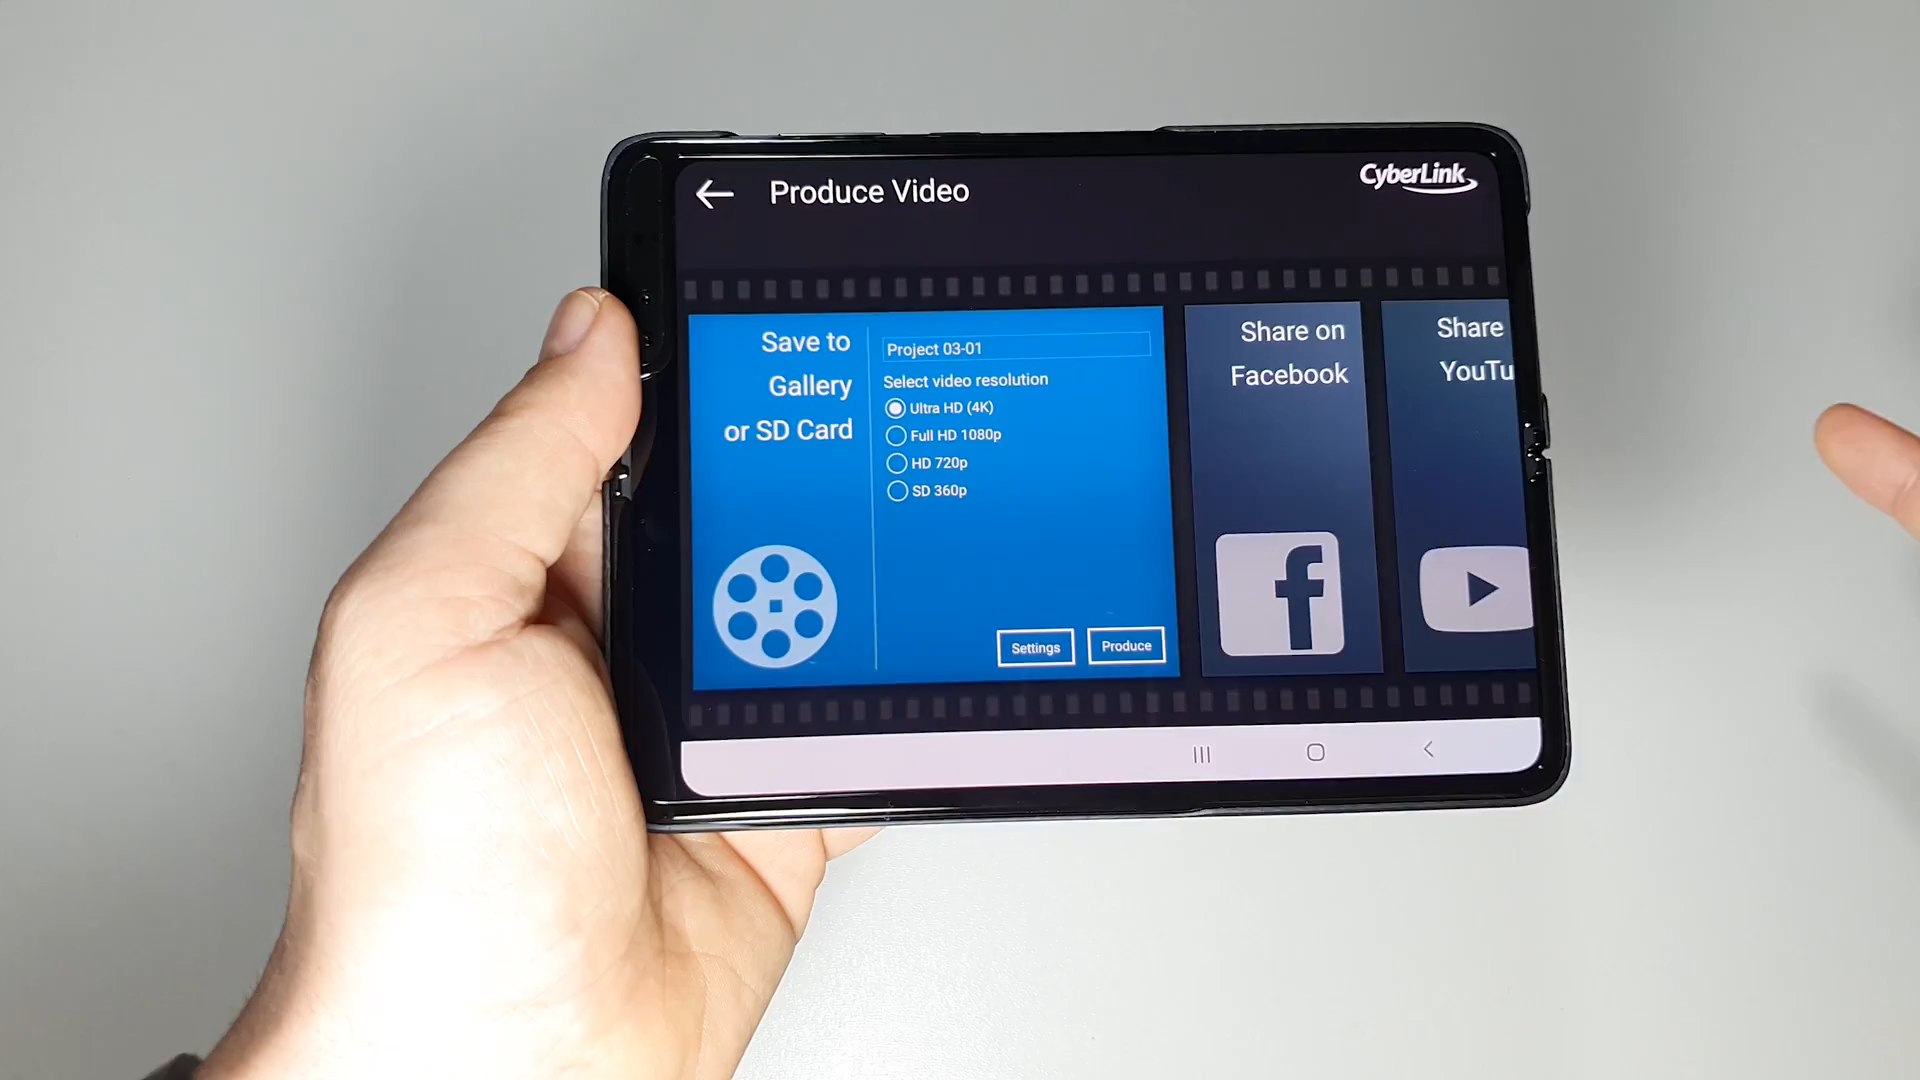 Produce Video
CyberLink
Save to
Gallery
or SD Card
Project 03-01
Select video resolution
Ultra HD (4K)
Full HD 1080p
HD 720p
SD 360p
Settings
Produce
Share on
Facebook
Share
YouTu